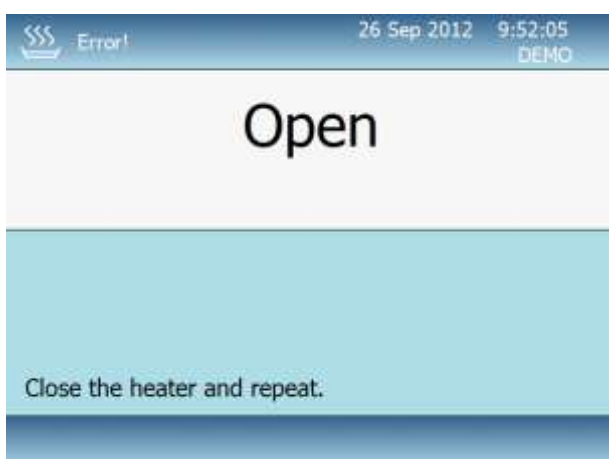 Error!
26 Sep 2012 9:52:05
DEMO
Open
Close the heater and repeat.